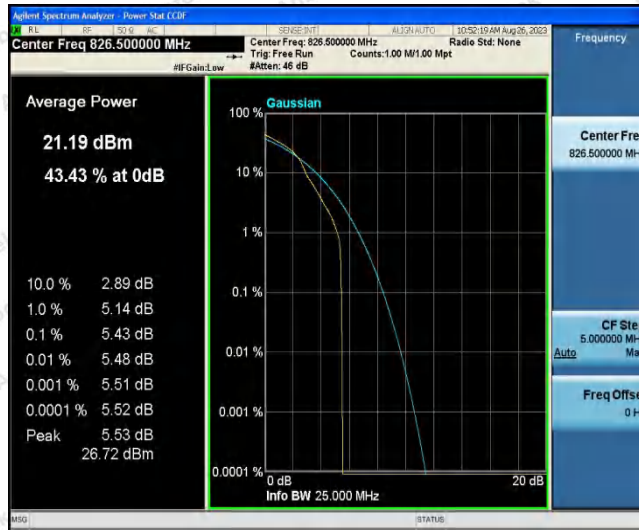 Agilent Spectrum Analyzer - Power Stat CCDF
RL RF 50 Ω AC SENSE:INT ALIGN AUTO 10:52:19 AM Aug 26, 2023
Center Freq 826.500000 MHz
Center Freq: 826.500000 MHz Radio Std: None
Trig: Free Run Counts:1.00 M/1.00 Mpt
#IFGain:Low #Atten: 46 dB
Frequency
Average Power
21.19 dBm
43.43 % at 0dB
10.0 % 2.89 dB
1.0 % 5.14 dB
0.1 % 5.43 dB
0.01 % 5.48 dB
0.001 % 5.51 dB
0.0001 % 5.52 dB
Peak 5.53 dB
26.72 dBm
Gaussian
100 %
10 %
1 %
0.1 %
0.01 %
0.001 %
0.0001 %
0 dB 20 dB
Info BW 25.000 MHz
Center Fre
826.500000 MH
CF Ste
5.000000 MH
Auto Ma
Freq Offse
0 H
MSG STATUS